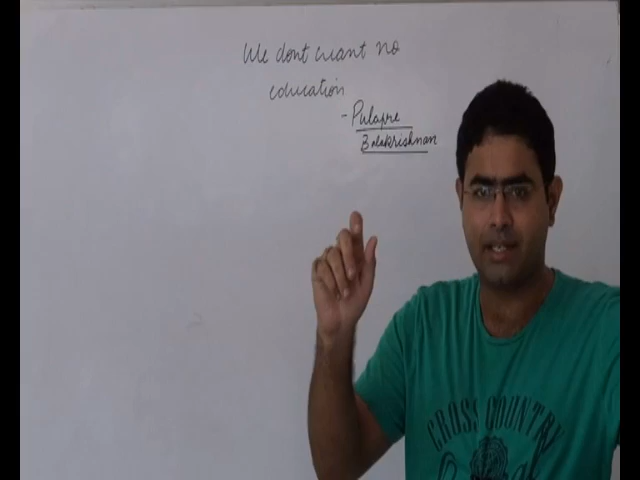 We dont want no
education
- Pulapre
Balakrishnan
CROSS COUNTRY